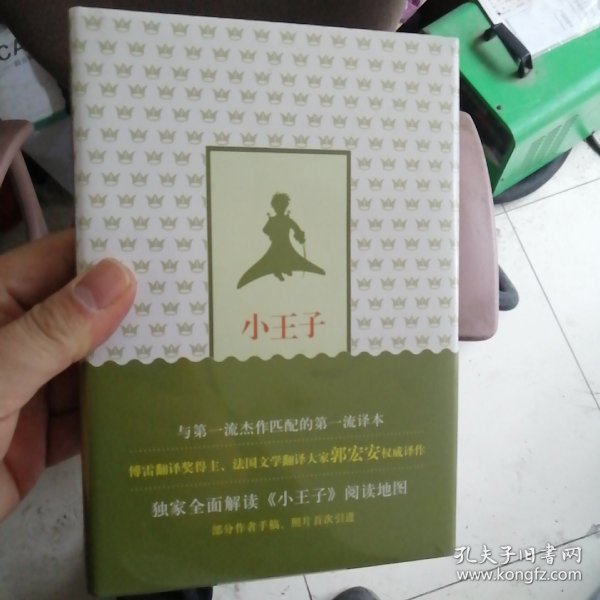 小王子
与第一流杰作匹配的第一流译本
傅雷翻译奖得主、法国文学翻译大家郭宏安权威译作
独家全面解读《小王子》阅读地图
部分作者手稿、照片首次引进
孔夫子旧书网
www.kongfz.com